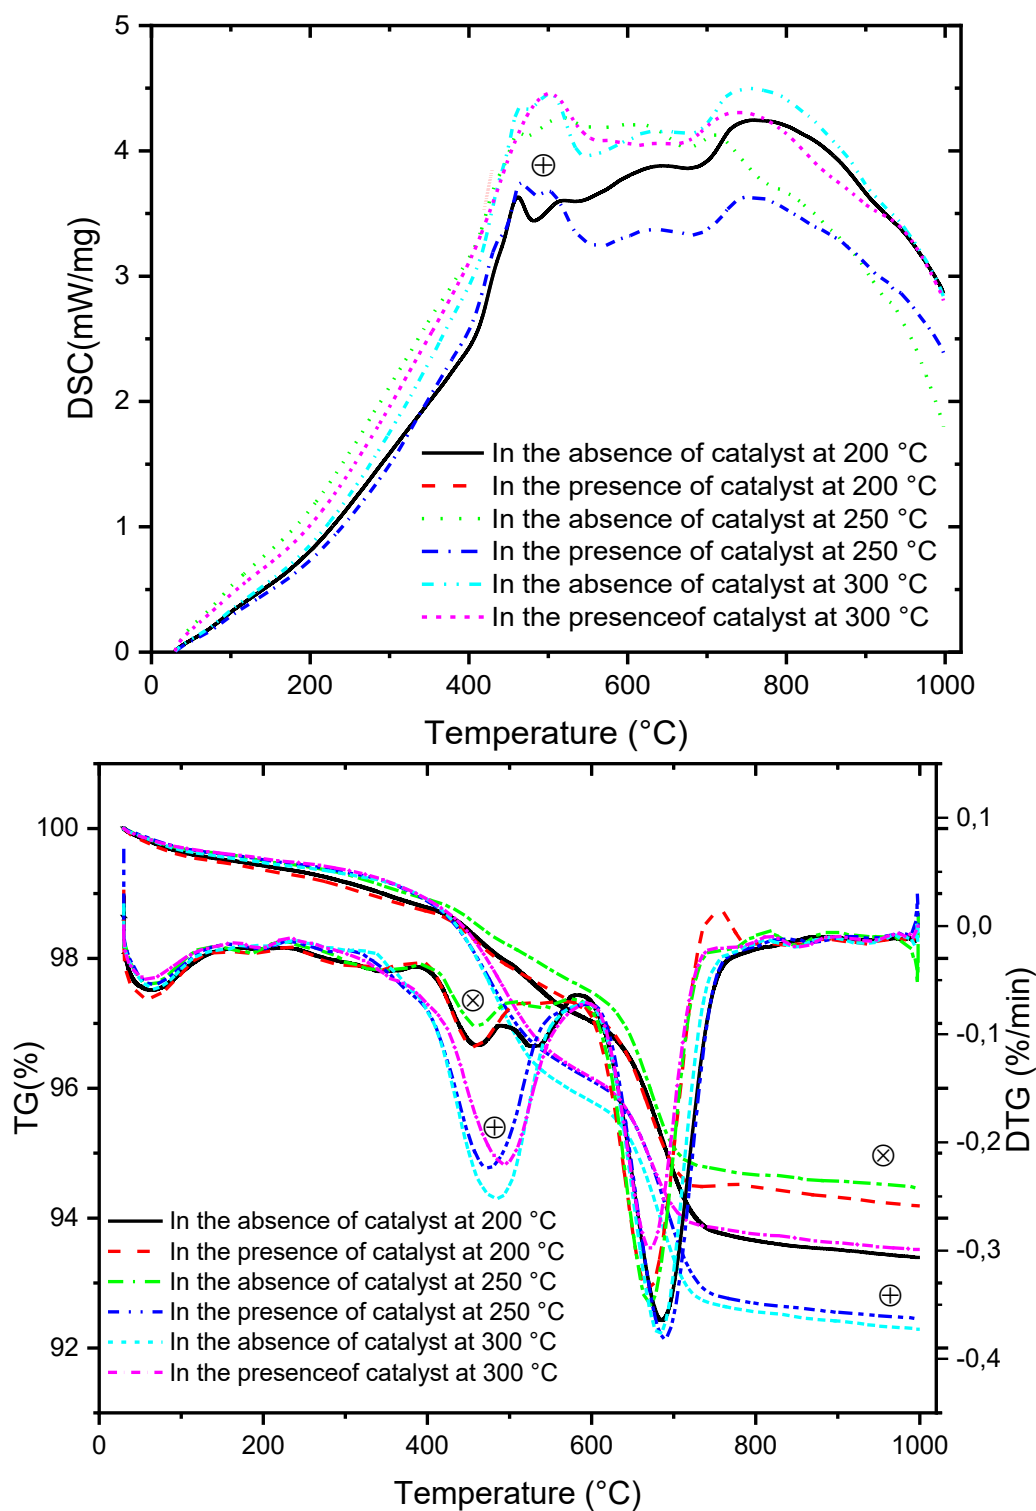 5
4
3
2
1
0
DSC(mW/mg)
In the absence of catalyst at 200 °C
In the presence of catalyst at 200 °C
In the absence of catalyst at 250 °C
In the presence of catalyst at 250 °C
In the absence of catalyst at 300 °C
In the presenceof catalyst at 300 °C
0 200 400 600 800 1000
Temperature (°C)
100
98
96
94
92
TG(%)
0,1
0,0
-0,1
-0,2
-0,3
-0,4
DTG (%/min)
In the absence of catalyst at 200 °C
In the presence of catalyst at 200 °C
In the absence of catalyst at 250 °C
In the presence of catalyst at 250 °C
In the absence of catalyst at 300 °C
In the presenceof catalyst at 300 °C
0 200 400 600 800 1000
Temperature (°C)